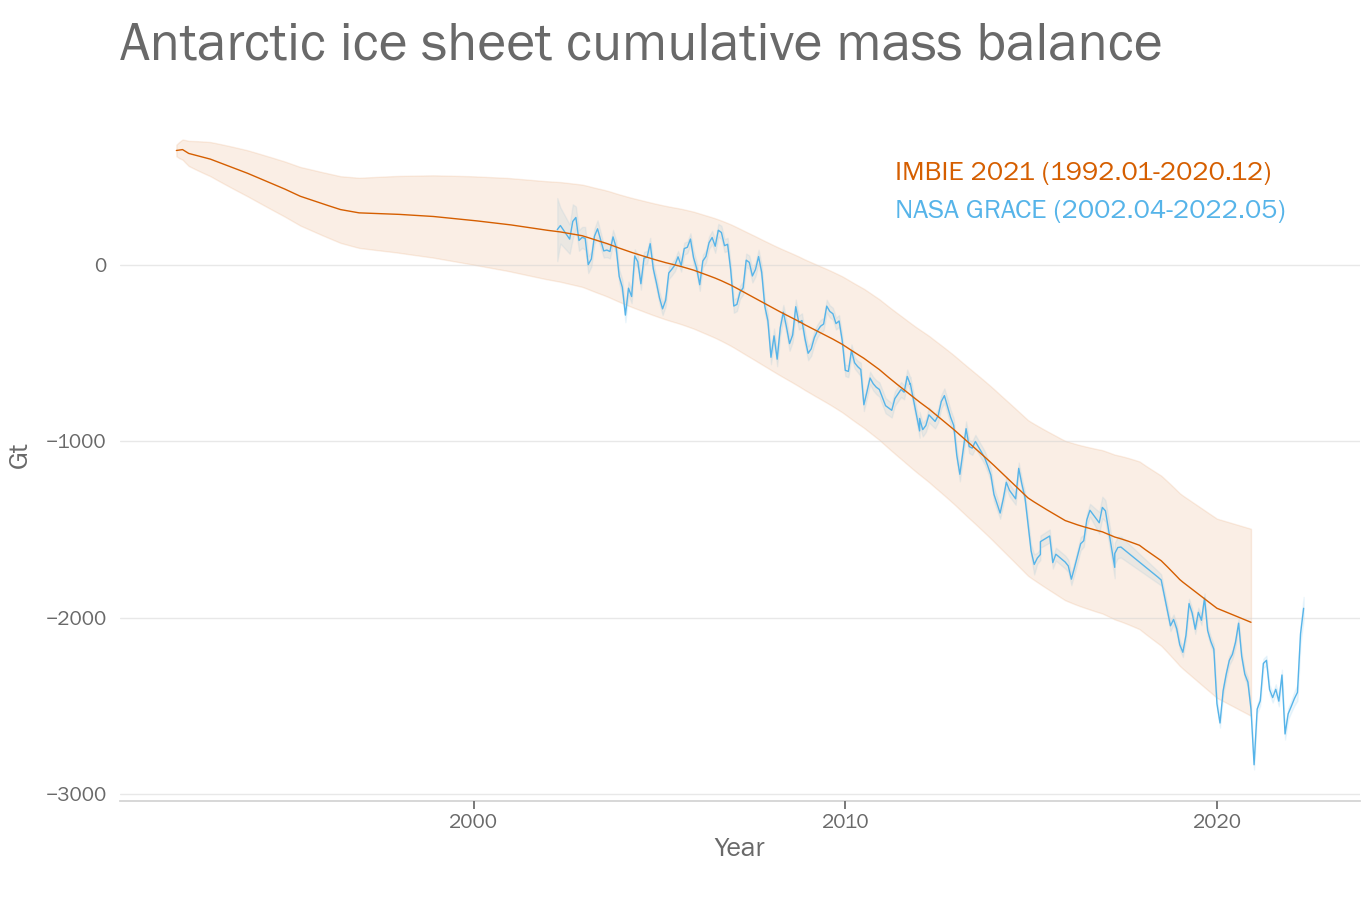 Antarctic ice sheet cumulative mass balance
IMBIE 2021 (1992.01-2020.12)
NASA GRACE (2002.04-2022.05)
0
−1000
Gt
−2000
−3000
2000 2010 2020
Year